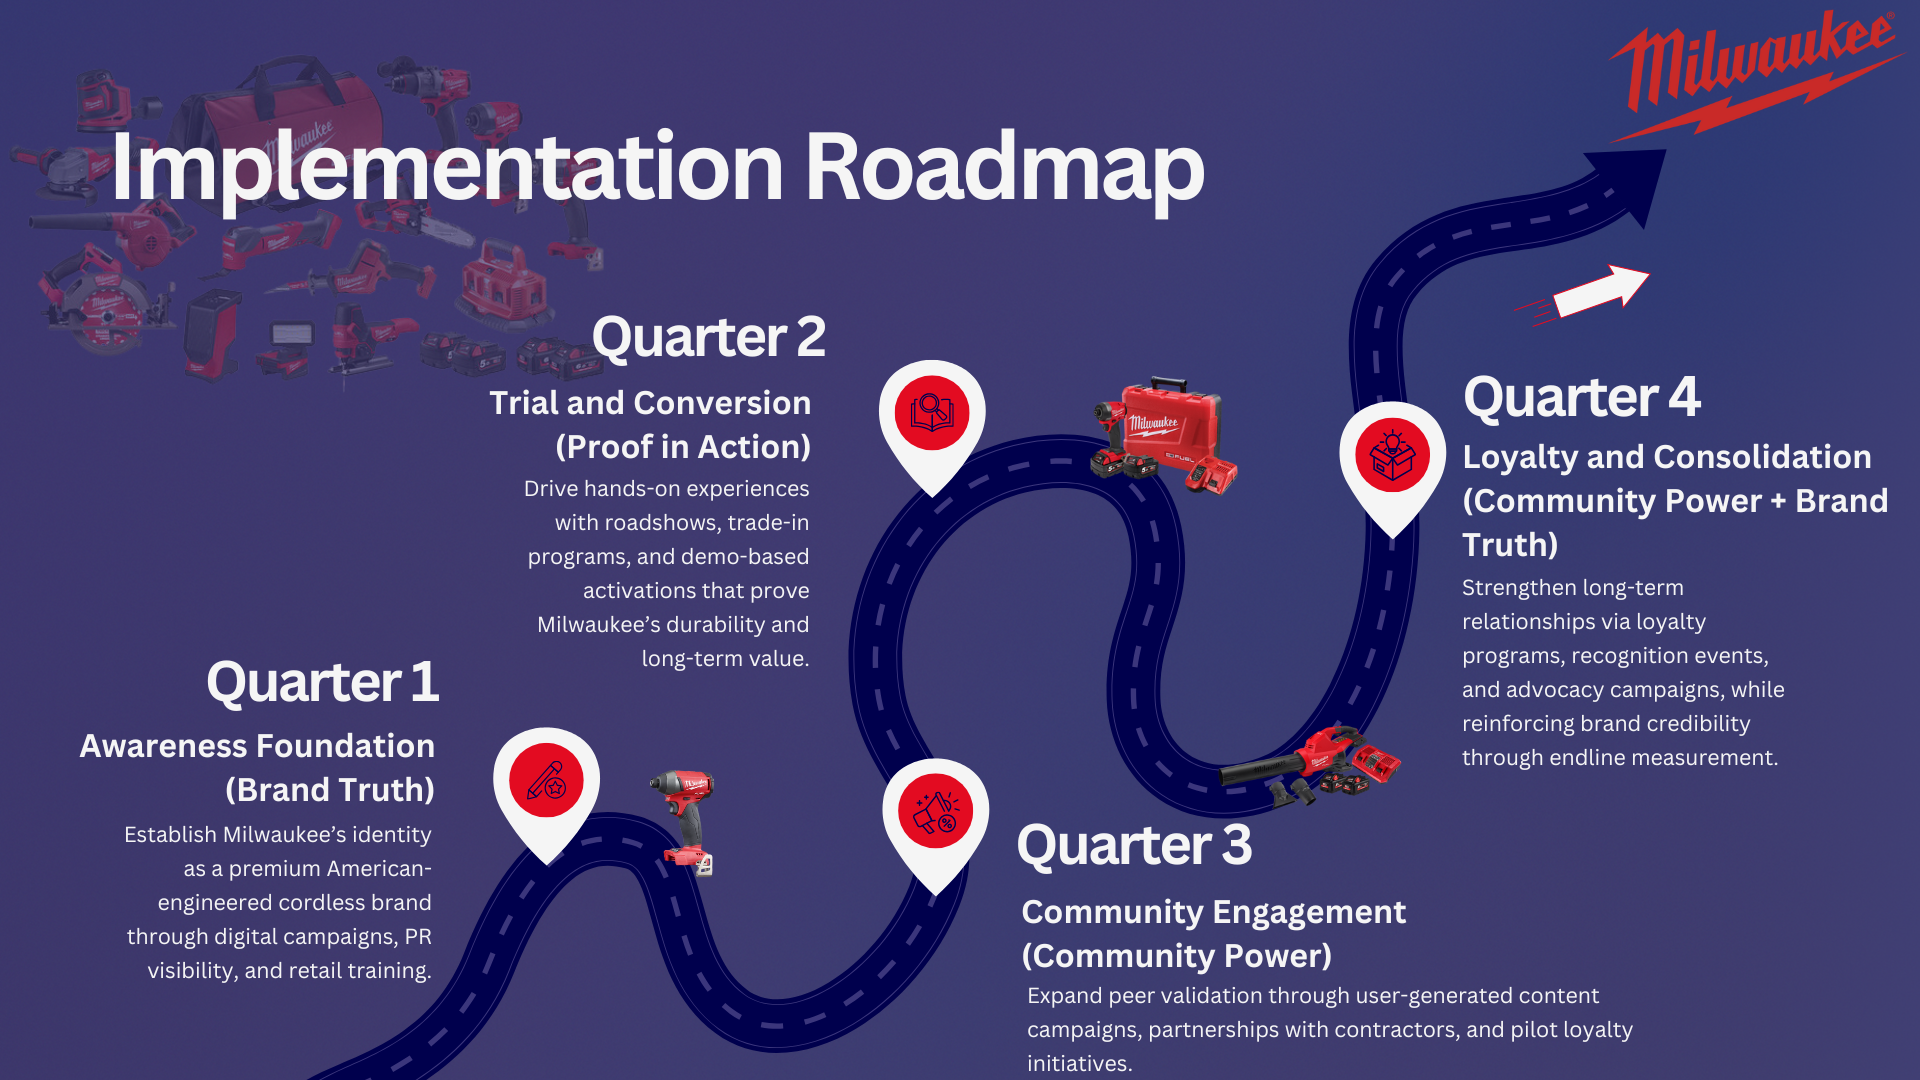 Milwaukee®
Implementation Roadmap
Milwaukee
Quarter 1
Awareness Foundation
(Brand Truth)
Establish Milwaukee’s identity
as a premium American-
engineered cordless brand
through digital campaigns, PR
visibility, and retail training.
Quarter 2
Trial and Conversion
(Proof in Action)
Drive hands-on experiences
with roadshows, trade-in
programs, and demo-based
activations that prove
Milwaukee’s durability and
long-term value.
Milwaukee
FUEL
Quarter 3
Community Engagement
(Community Power)
Expand peer validation through user-generated content
campaigns, partnerships with contractors, and pilot loyalty
initiatives.
Quarter 4
Loyalty and Consolidation
(Community Power + Brand
Truth)
Strengthen long-term
relationships via loyalty
programs, recognition events,
and advocacy campaigns, while
reinforcing brand credibility
through endline measurement.